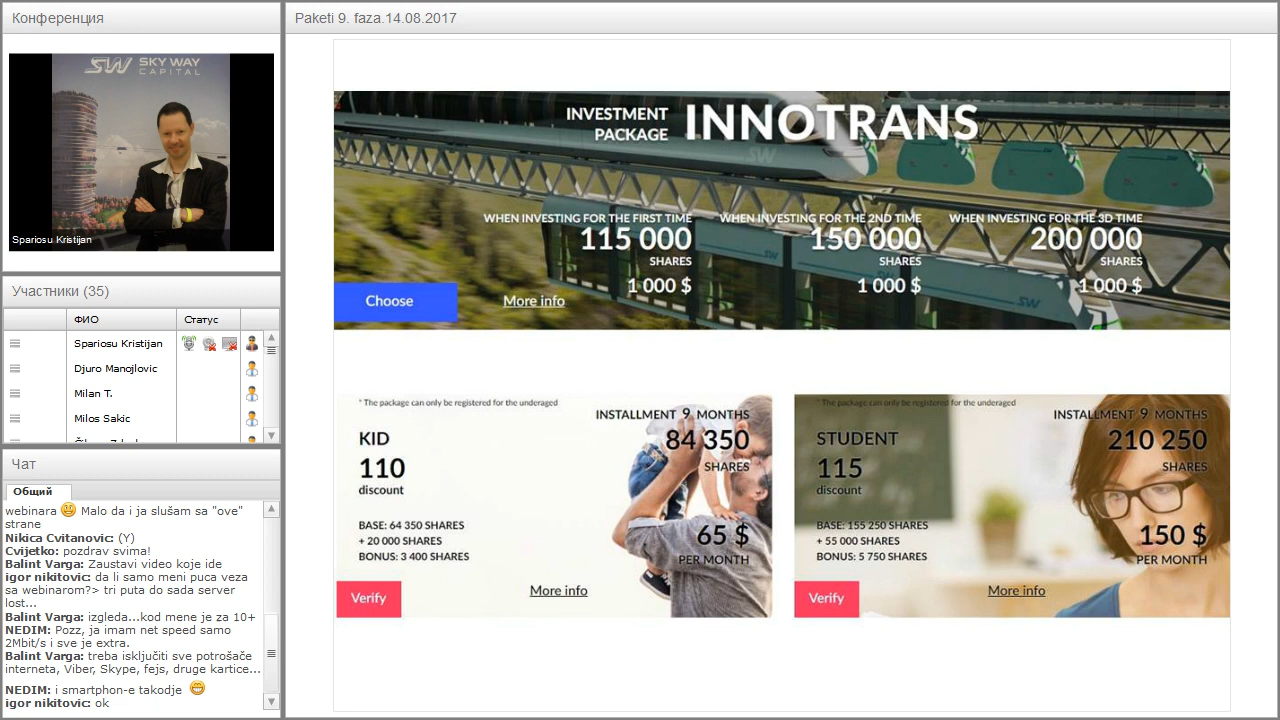 Конференция
SKY WAY
CAPITAL
Spariosu Kristijan
Участники (35)
ФИО
Статус
Spariosu Kristijan
Djuro Manojlovic
Milan T.
Milos Sakic
Чат
Общий
webinara Malo da i ja slušam sa "ove"
strane
Nikica Cvitanovic: (Y)
Cvijetko: pozdrav svima!
Balint Varga: Zaustavi video koje ide
igor nikitovic: da li samo meni puca veza
sa webinarom?> tri puta do sada server
lost...
Balint Varga: izgleda...kod mene je za 10+
NEDIM: Pozz, ja imam net speed samo
2Mbit/s i sve je extra.
Balint Varga: treba isključiti sve potrošače
interneta, Viber, Skype, fejs, druge kartice...
NEDIM: i smartphon-e takodje
igor nikitovic: ok
Paketi 9. faza.14.08.2017
INVESTMENT
PACKAGE
INNOTRANS
WHEN INVESTING FOR THE FIRST TIME
115 000
SHARES
1 000 $
WHEN INVESTING FOR THE 2ND TIME
150 000
SHARES
1 000 $
WHEN INVESTING FOR THE 3D TIME
200 000
SHARES
1 000 $
Choose
More info
* The package can only be registered for the underaged
INSTALLMENT 9 MONTHS
KID
84 350
SHARES
110
discount
BASE: 64 350 SHARES
+ 20 000 SHARES
BONUS: 3 400 SHARES
65 $
PER MONTH
Verify
More info
* The package can only be registered for the underaged
INSTALLMENT 9 MONTHS
STUDENT
210 250
SHARES
115
discount
BASE: 155 250 SHARES
+ 55 000 SHARES
BONUS: 5 750 SHARES
150 $
PER MONTH
Verify
More info